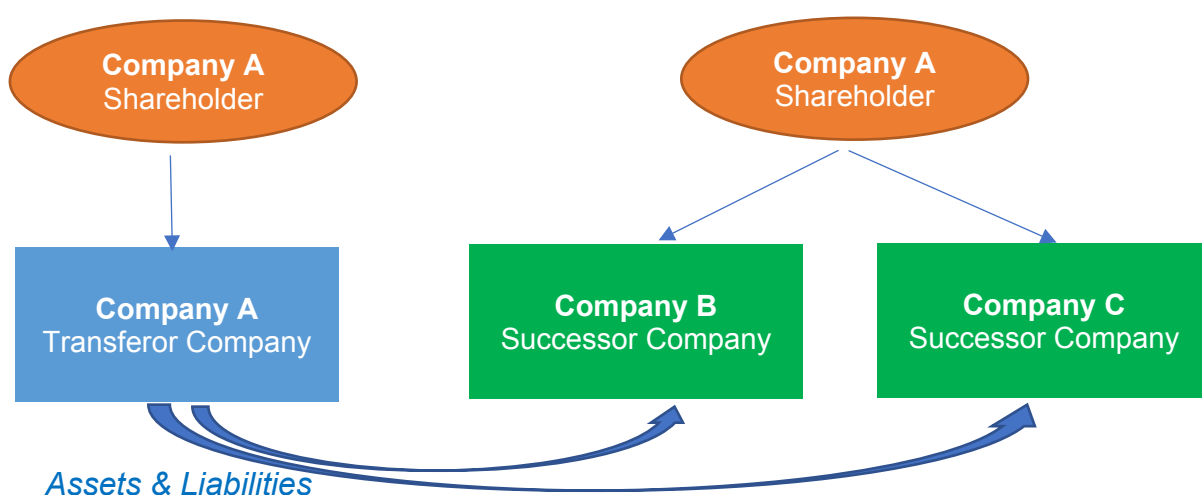 Company A
Shareholder
Company A
Shareholder
Company A
Transferor Company
Company B
Successor Company
Company C
Successor Company
Assets & Liabilities